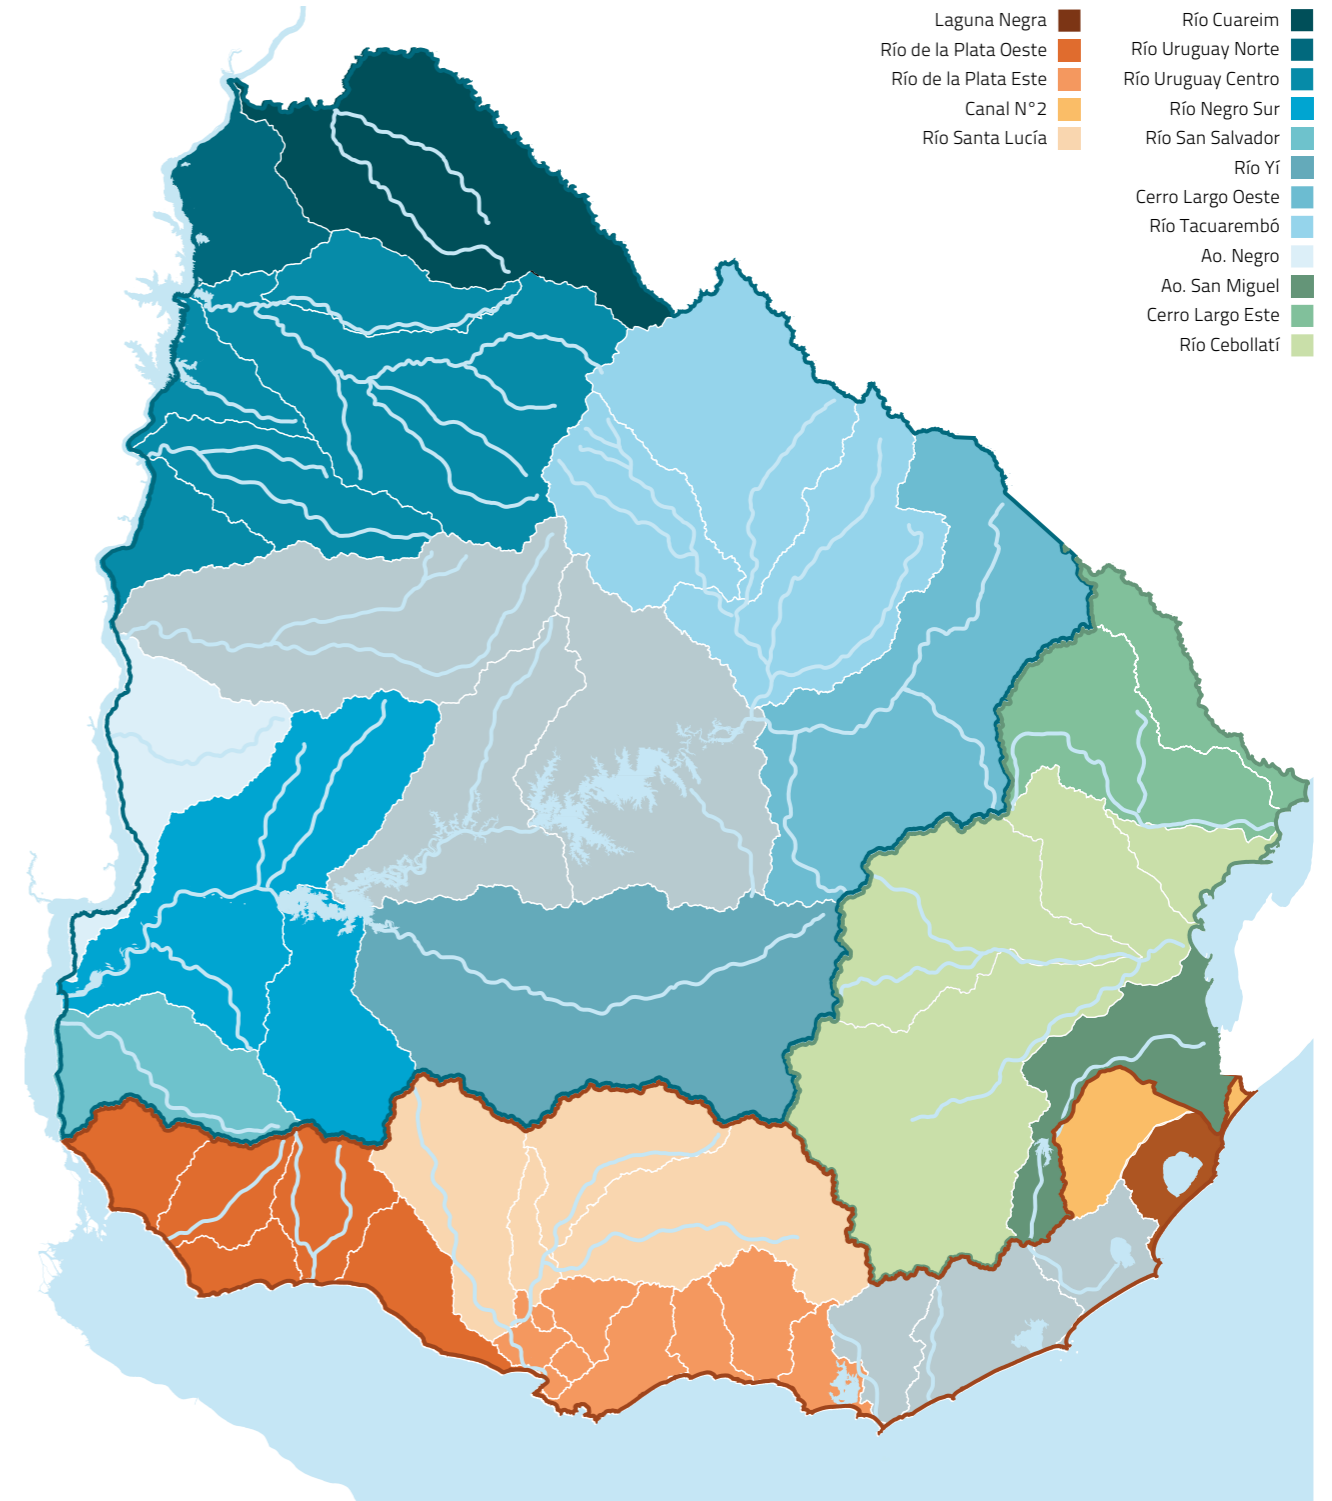 Laguna Negra
Río de la Plata Oeste
Río de la Plata Este
Canal N°2
Río Santa Lucía
Río Cuareim
Río Uruguay Norte
Río Uruguay Centro
Río Negro Sur
Río San Salvador
Río Yí
Cerro Largo Oeste
Río Tacuarembó
Ao. Negro
Ao. San Miguel
Cerro Largo Este
Río Cebollatí